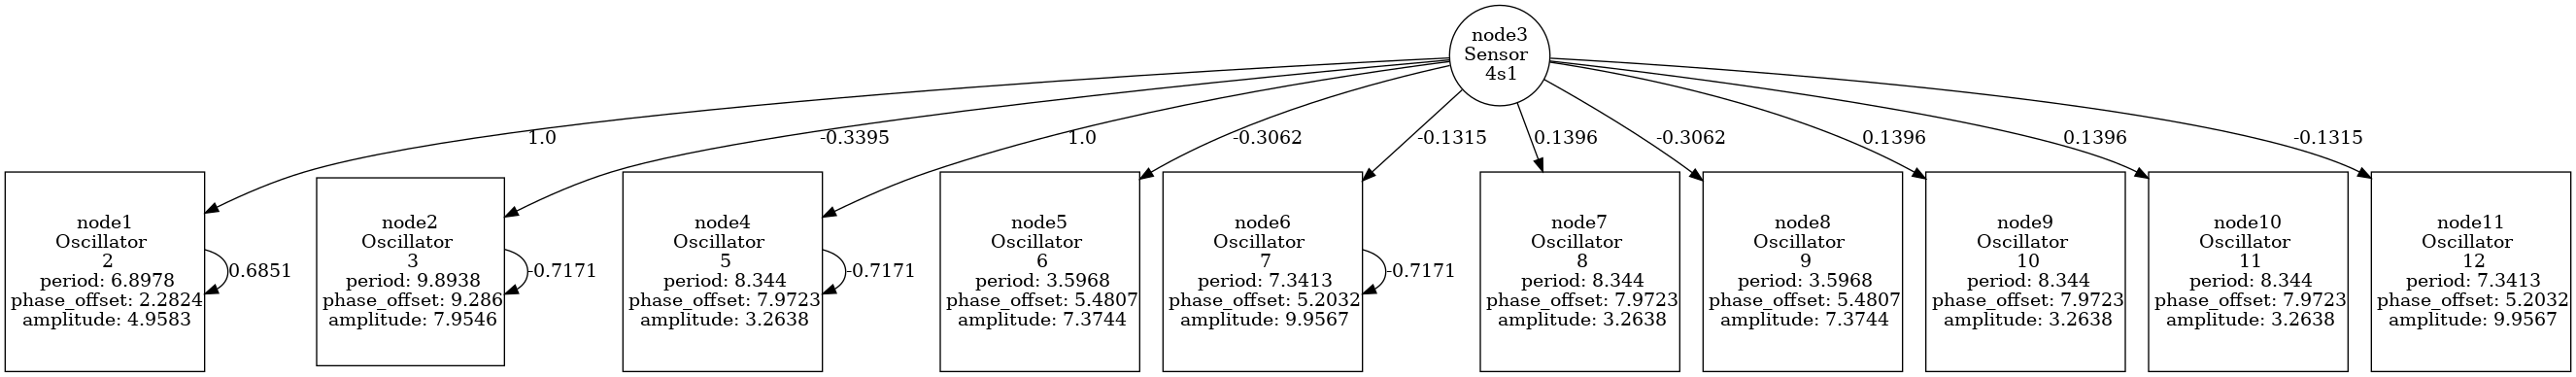 node3
Sensor
4s1
1.0
-0.3395
1.0
-0.3062
-0.1315
0.1396
-0.3062
0.1396
0.1396
-0.1315
node1
Oscillator
2
period: 6.8978
phase_offset: 2.2824
amplitude: 4.9583
0.6851
node2
Oscillator
3
period: 9.8938
phase_offset: 9.286
amplitude: 7.9546
-0.7171
node4
Oscillator
5
period: 8.344
phase_offset: 7.9723
amplitude: 3.2638
-0.7171
node5
Oscillator
6
period: 3.5968
phase_offset: 5.4807
amplitude: 7.3744
node6
Oscillator
7
period: 7.3413
phase_offset: 5.2032
amplitude: 9.9567
-0.7171
node7
Oscillator
8
period: 8.344
phase_offset: 7.9723
amplitude: 3.2638
node8
Oscillator
9
period: 3.5968
phase_offset: 5.4807
amplitude: 7.3744
node9
Oscillator
10
period: 8.344
phase_offset: 7.9723
amplitude: 3.2638
node10
Oscillator
11
period: 8.344
phase_offset: 7.9723
amplitude: 3.2638
node11
Oscillator
12
period: 7.3413
phase_offset: 5.2032
amplitude: 9.9567